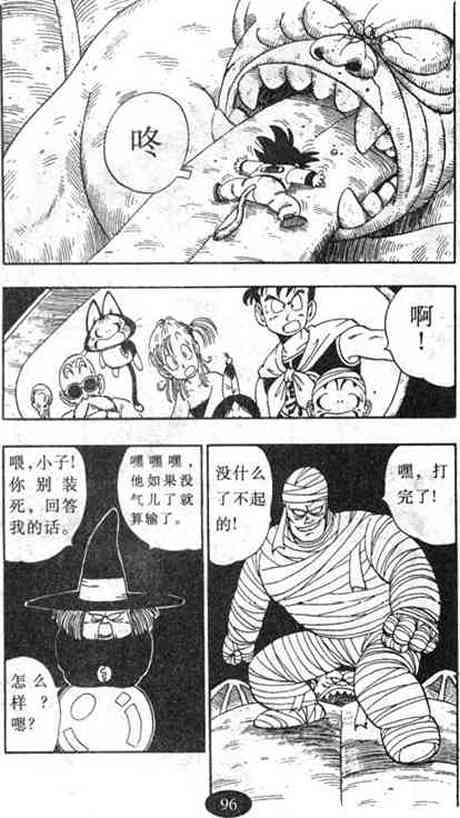 咚
啊
！
嘿，打
完了！
没什么
了不起
的！
嘿嘿嘿，
他如果没
气儿了就
算输了。
喂，小子！
你别装
死，回答
我的话。
怎么
样？
嗯？
96